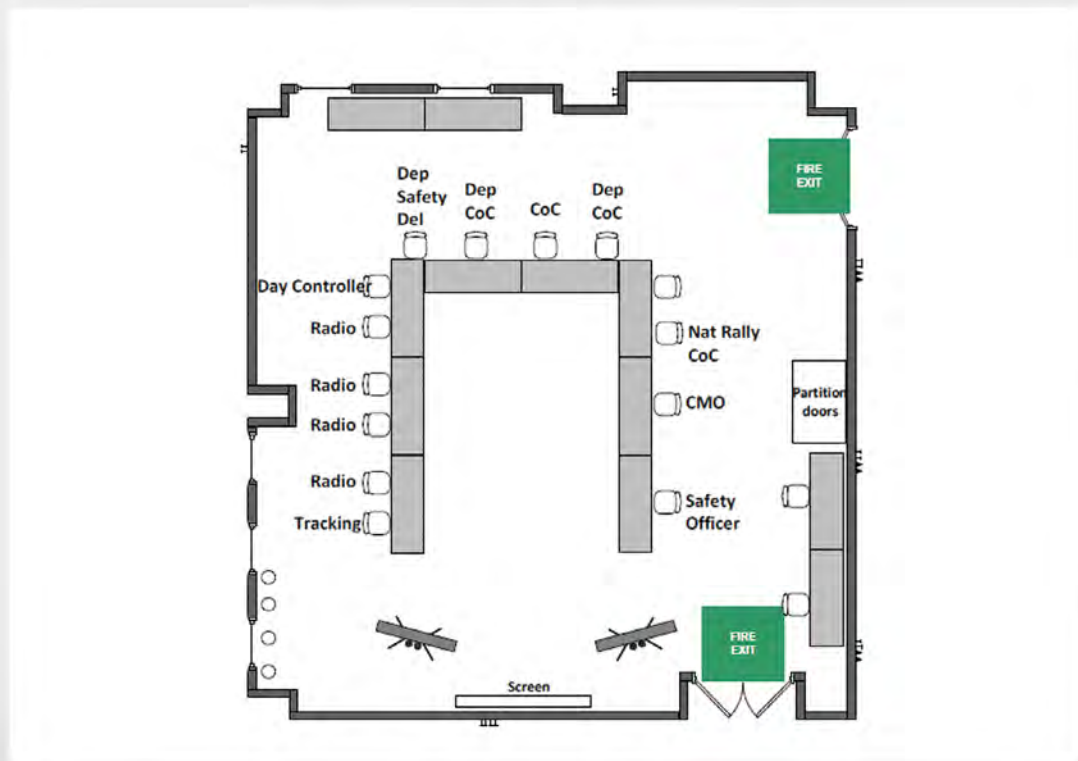 FIRE
EXIT
Dep
Safety
Del
Dep
CoC
CoC
Dep
CoC
Day Controller
Radio
Nat Rally
CoC
Radio
CMO
Partition
doors
Radio
Radio
Safety
Officer
Tracking
FIRE
EXIT
Screen